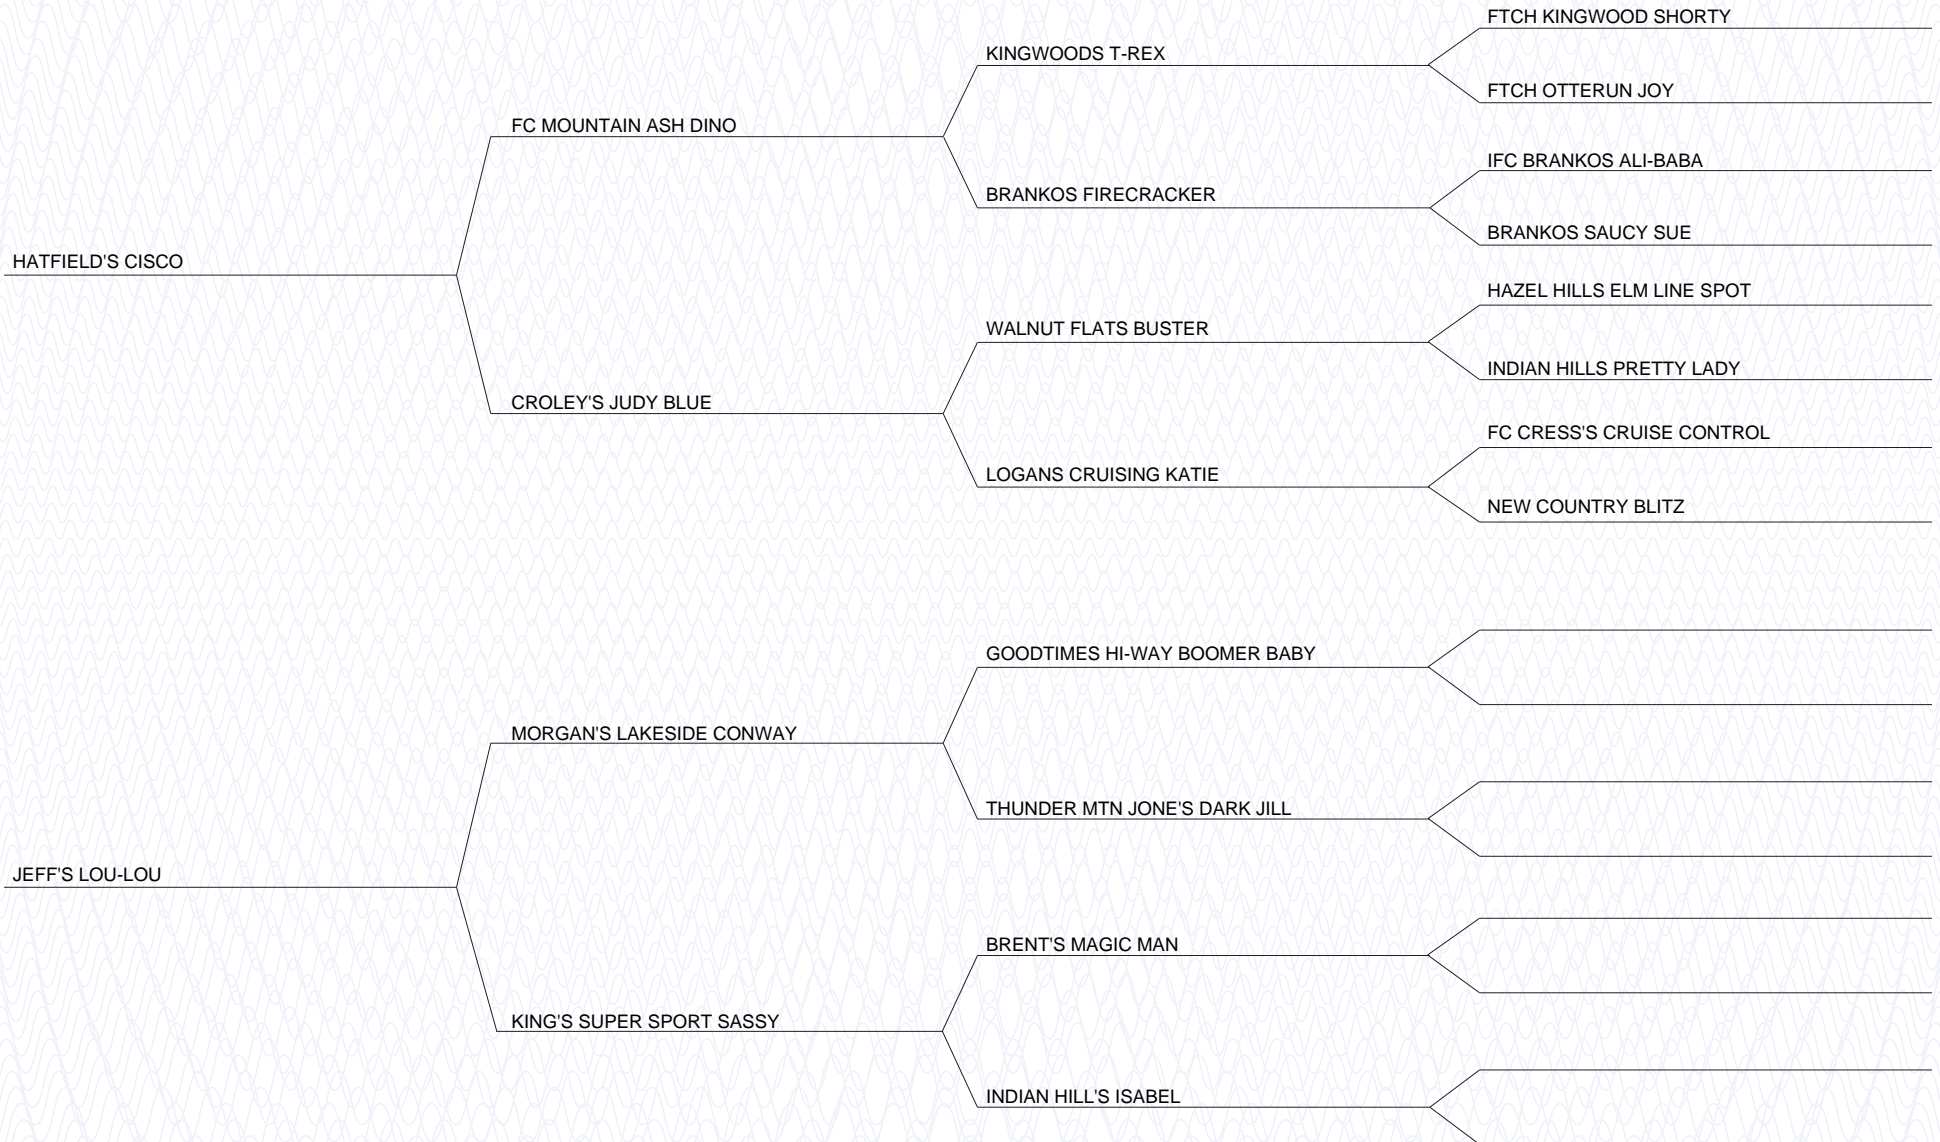 FTCH KINGWOOD SHORTY
KINGWOODS T-REX
FTCH OTTERUN JOY
FC MOUNTAIN ASH DINO
IFC BRANKOS ALI-BABA
BRANKOS FIRECRACKER
BRANKOS SAUCY SUE
HATFIELD'S CISCO
HAZEL HILLS ELM LINE SPOT
WALNUT FLATS BUSTER
INDIAN HILLS PRETTY LADY
CROLEY'S JUDY BLUE
FC CRESS'S CRUISE CONTROL
LOGANS CRUISING KATIE
NEW COUNTRY BLITZ
GOODTIMES HI-WAY BOOMER BABY
MORGAN'S LAKESIDE CONWAY
THUNDER MTN JONE'S DARK JILL
JEFF'S LOU-LOU
BRENT'S MAGIC MAN
KING'S SUPER SPORT SASSY
INDIAN HILL'S ISABEL